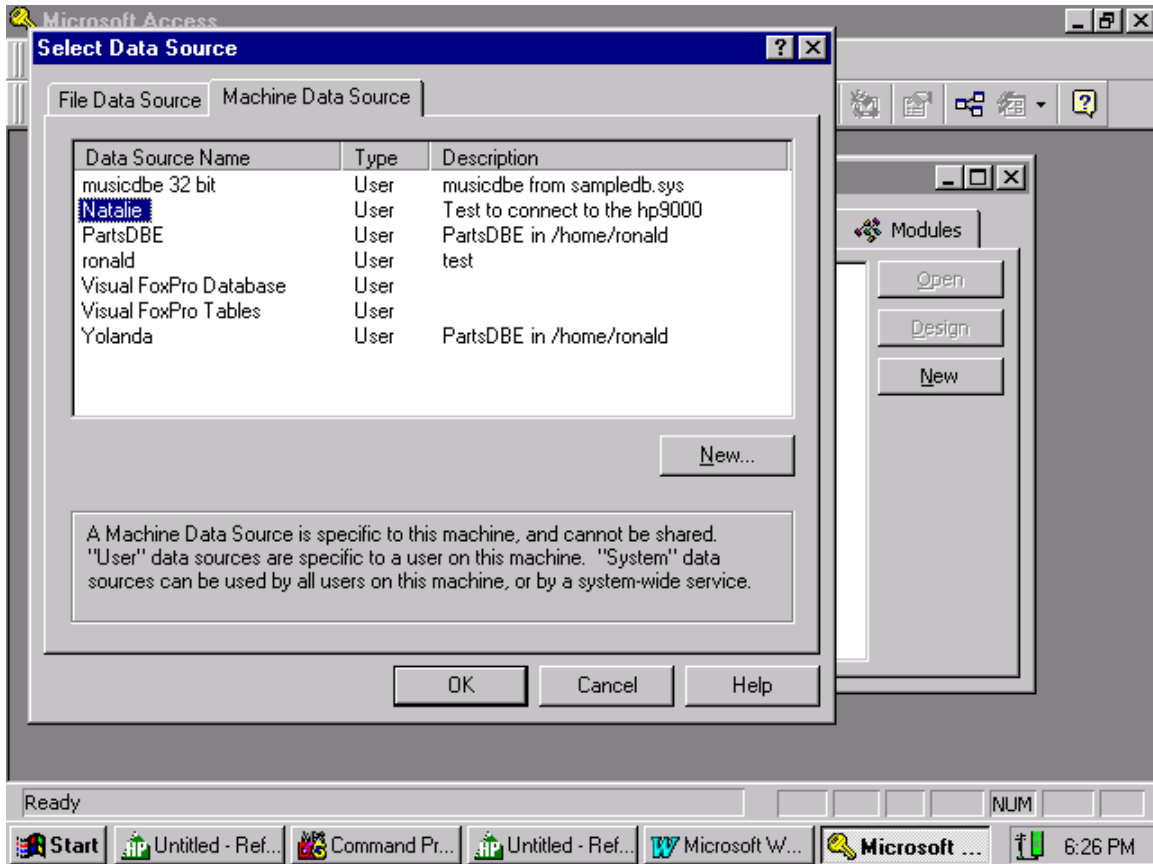 Microsoft Access
Select Data Source
File Data Source
Machine Data Source
Data Source Name Type Description
musicdbe 32 bit User musicdbe from sampledb.sys
Natalie User Test to connect to the hp9000
PartsDBE User PartsDBE in /home/ronald
ronald User test
Visual FoxPro Database User
Visual FoxPro Tables User
Yolanda User PartsDBE in /home/ronald
New...
A Machine Data Source is specific to this machine, and cannot be shared.
"User" data sources are specific to a user on this machine. "System" data
sources can be used by all users on this machine, or by a system-wide service.
OK Cancel Help
Modules
Open
Design
New
Ready NUM
Start Untitled - Ref... Command Pr... Untitled - Ref... Microsoft W... Microsoft ... 6:26 PM